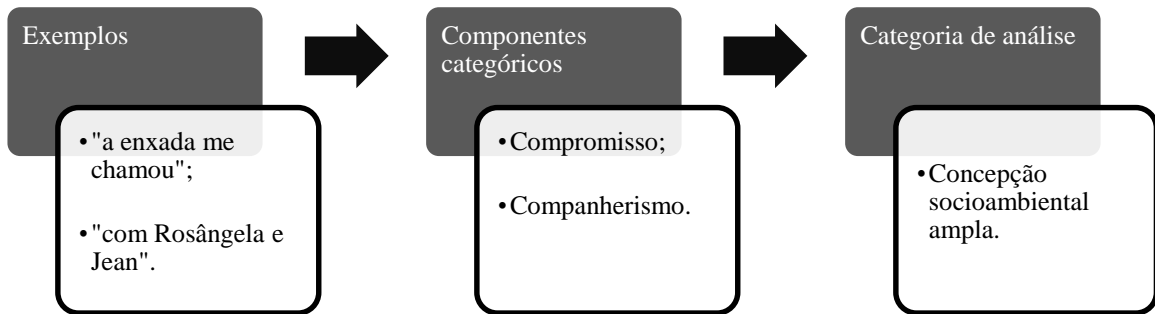 Exemplos
•"a enxada me
chamou";
•"com Rosângela e
Jean".
Componentes
categóricos
•Compromisso;
•Companherismo.
Categoria de análise
•Concepção
socioambiental
ampla.